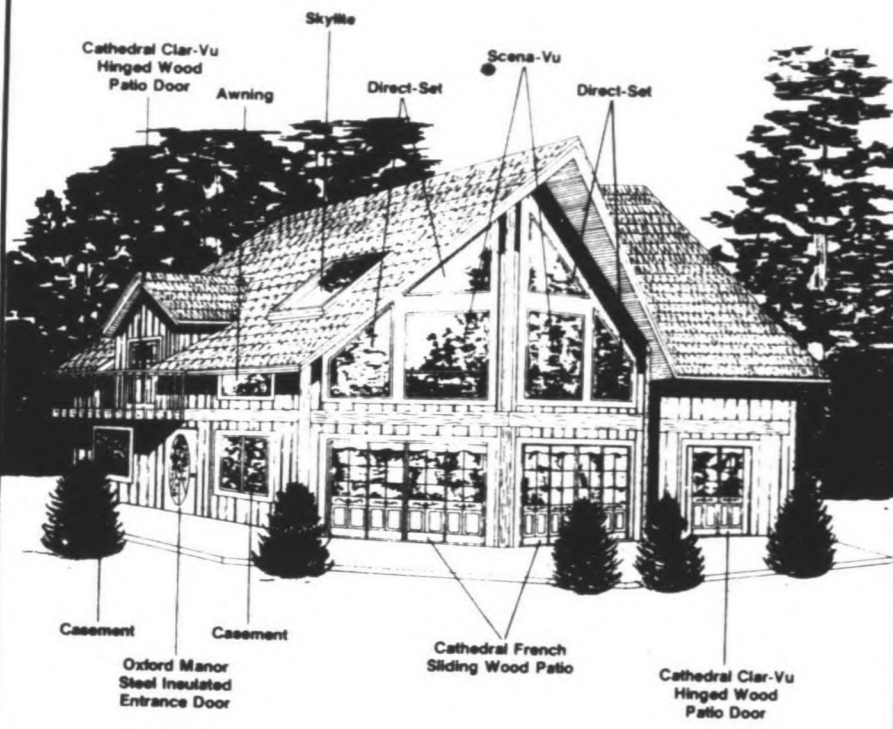 Skylite
Cathedral Clar-Vu
Hinged Wood
Patio Door
Awning
Direct-Set
Scena-Vu
Direct-Set
Casement
Oxford Manor
Steel Insulated
Entrance Door
Casement
Cathedral French
Sliding Wood Patio
Cathedral Clar-Vu
Hinged Wood
Patio Door